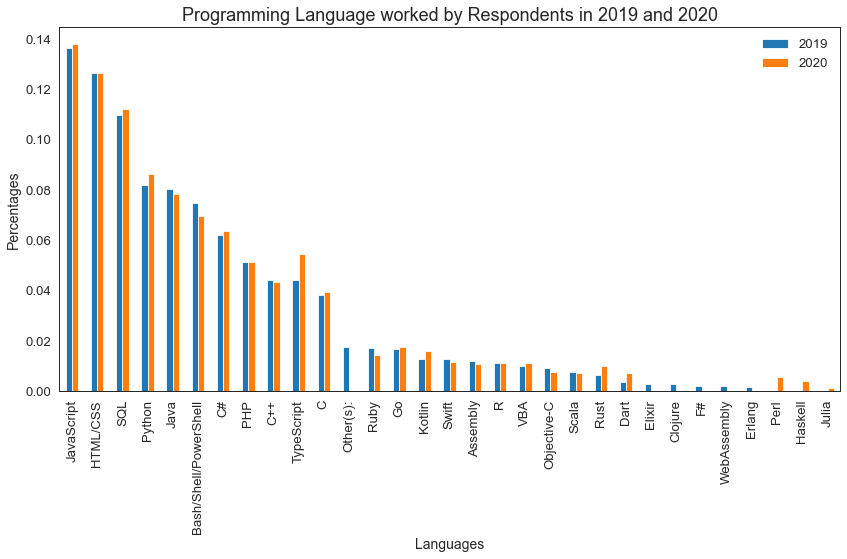 Programming Language worked by Respondents in 2019 and 2020
2019
2020
Percentages
0.14
0.12
0.10
0.08
0.06
0.04
0.02
0.00
JavaScript
HTML/CSS
SQL
Python
Java
Bash/Shell/PowerShell
C#
PHP
C++
TypeScript
C
Other(s):
Ruby
Go
Kotlin
Swift
Assembly
R
VBA
Objective-C
Scala
Rust
Dart
Elixir
Clojure
F#
WebAssembly
Erlang
Perl
Haskell
Julia
Languages